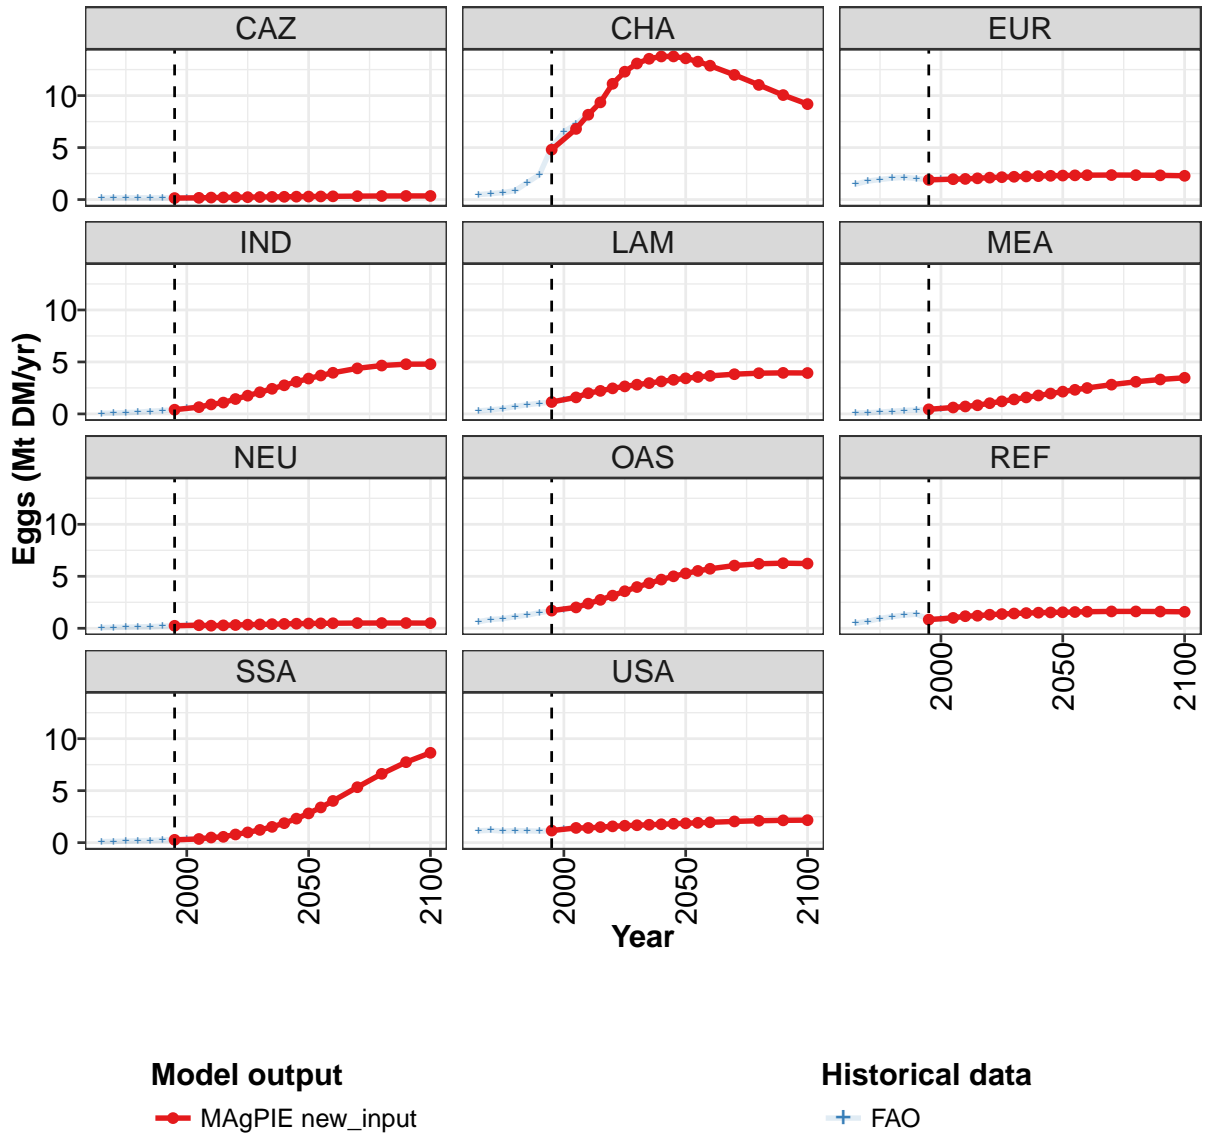 CAZ CHA EUR
10
5
0
IND LAM MEA
10
5
0
NEU OAS REF
10
5
0
2000 2050 2100
SSA USA
10
5
0
2000 2050 2100 2000 2050 2100
Eggs (Mt DM/yr)
Year
Model output Historical data
MAgPIE new_input FAO